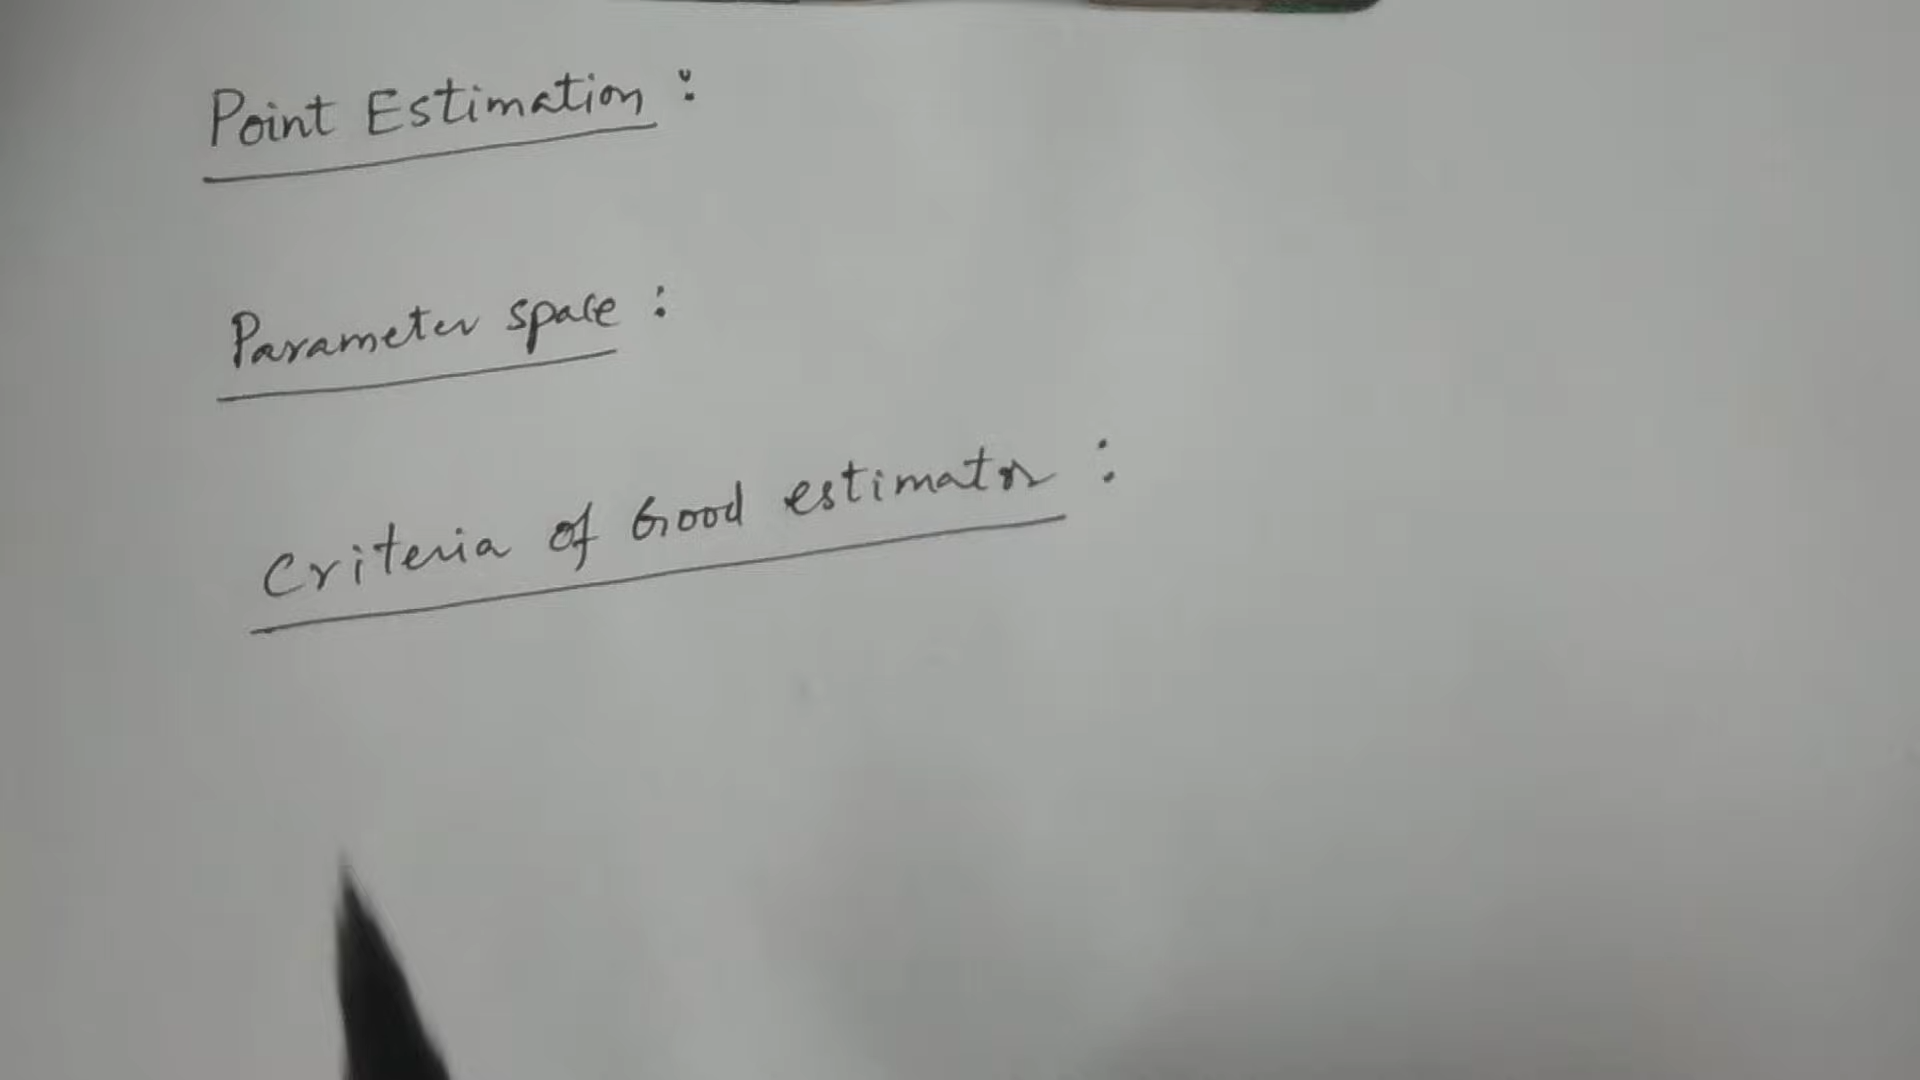 Point Estimation :
Parameter space :
Criteria of Good estimator :